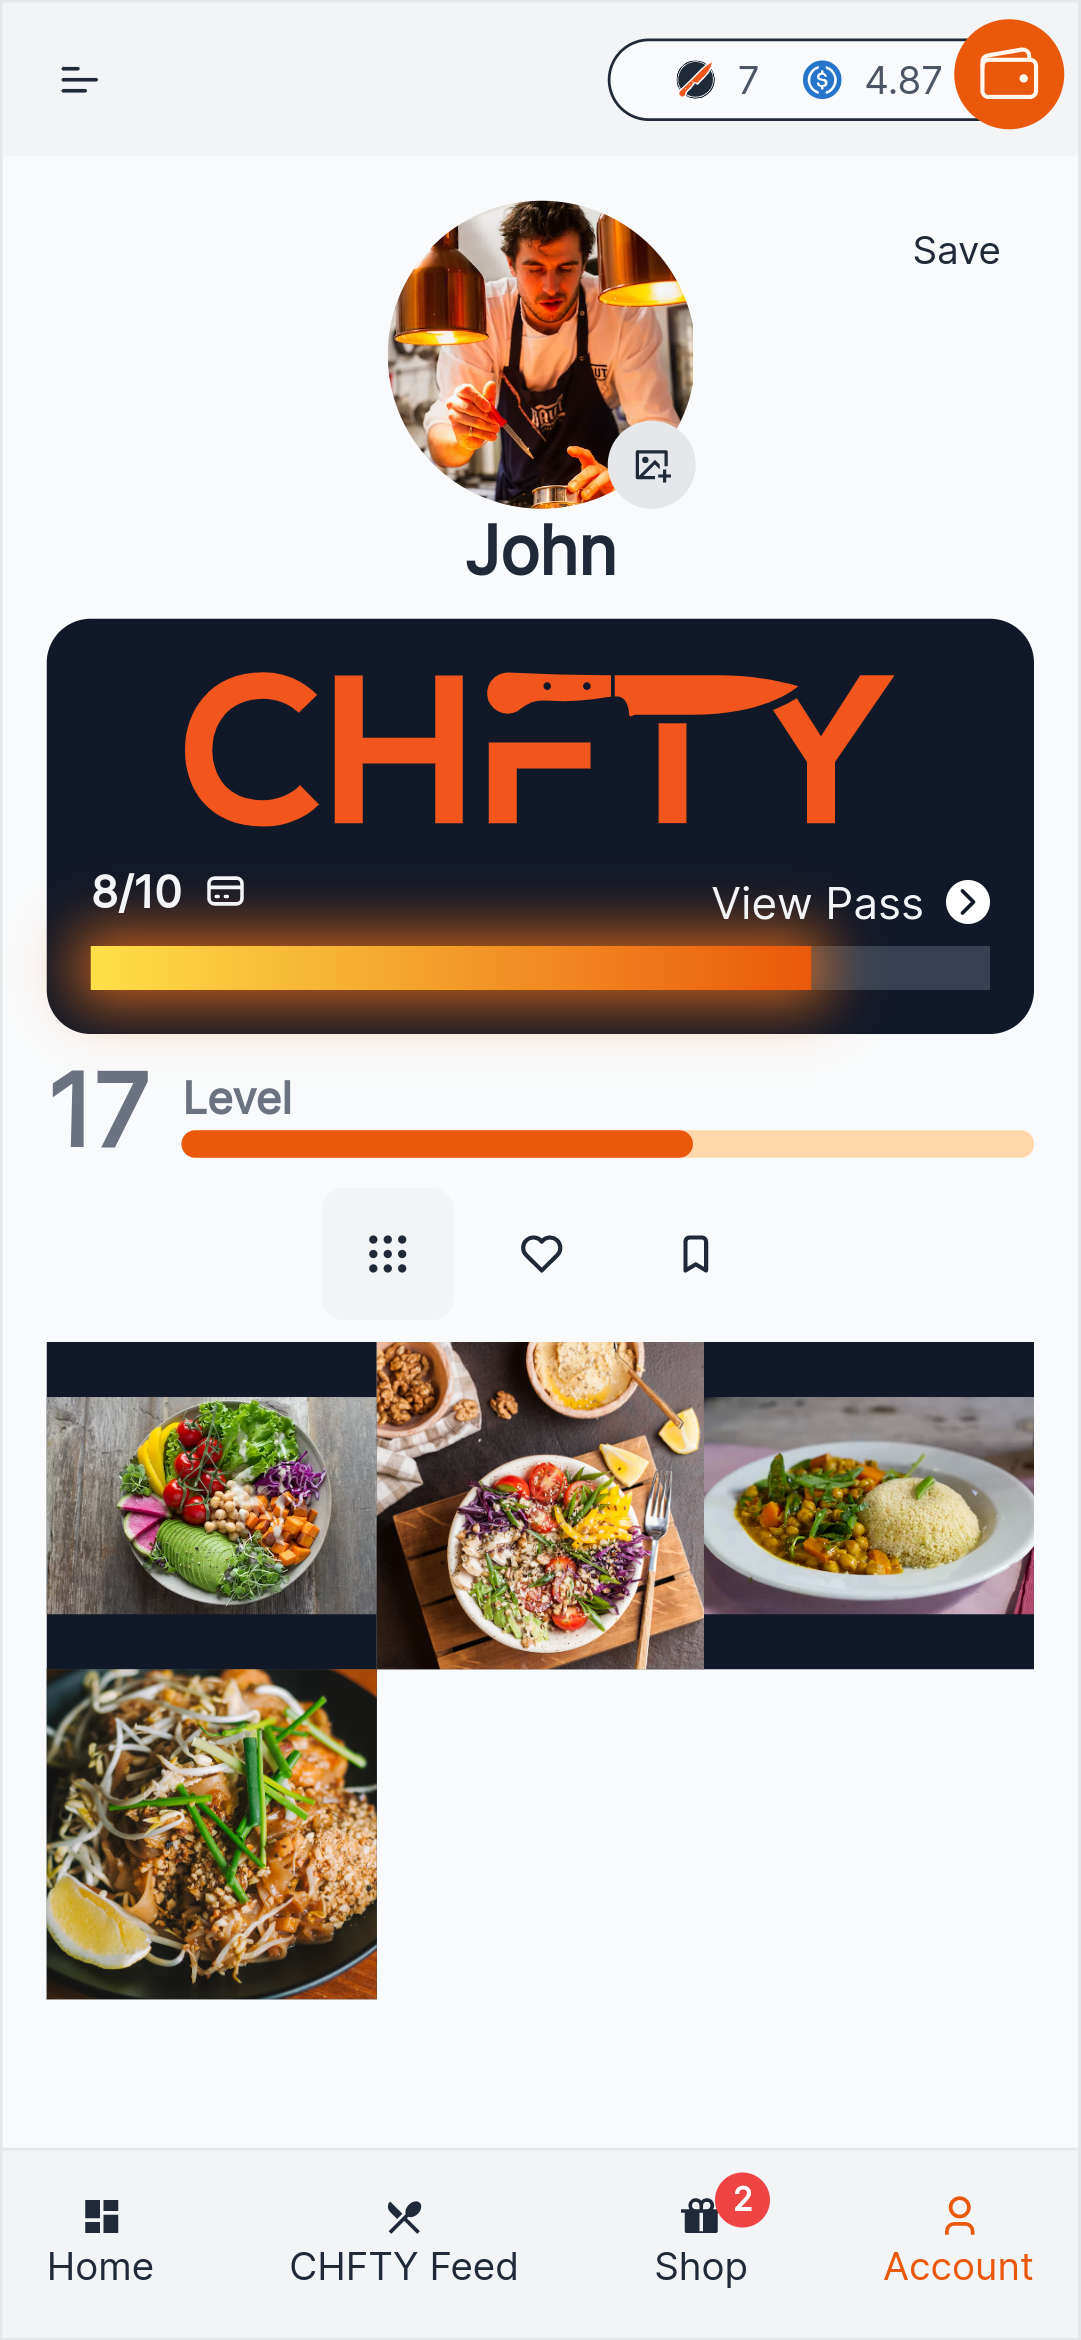 7 4.87
Save
John
CHFTY
8/10
View Pass
17 Level
Home CHFTY Feed Shop 2 Account